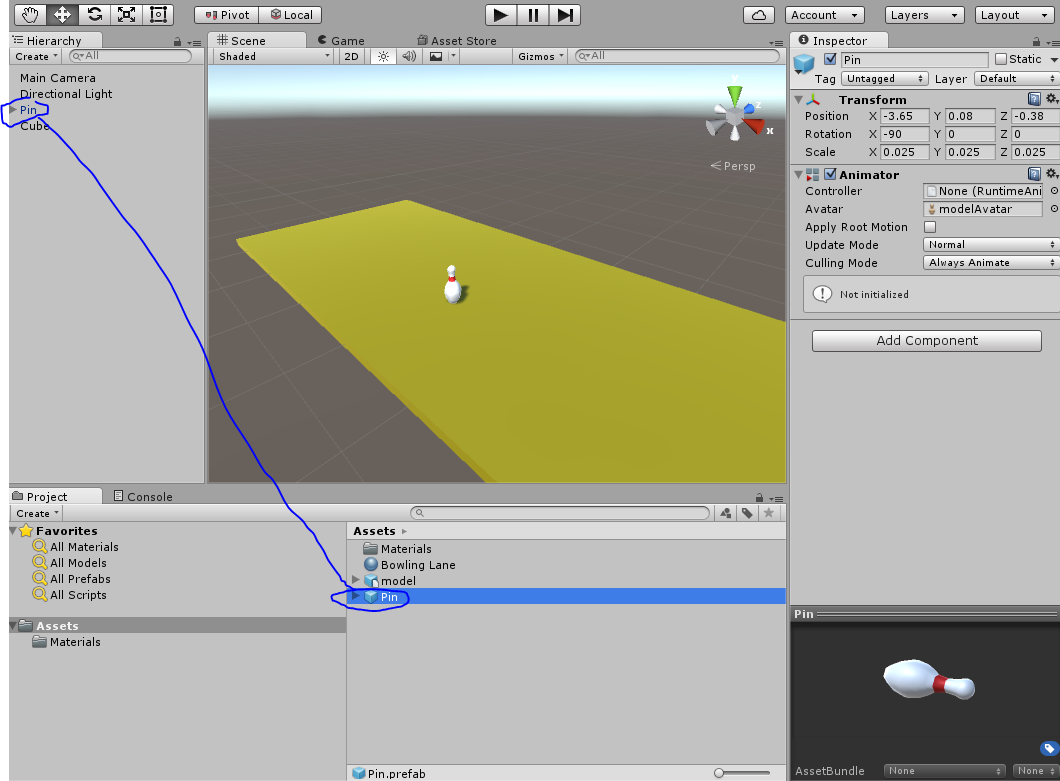 Pivot Local Account Layers Layout
Hierarchy Scene Game Asset Store Inspector
Create All Shaded 2D Gizmos All
Pin Static
Tag Untagged Layer Default
Main Camera
Directional Light
Pin
Cube
y
z
x
Persp
Transform
Position X -3.65 Y 0.08 Z -0.38
Rotation X -90 Y 0 Z 0
Scale X 0.025 Y 0.025 Z 0.025
Animator
Controller None (RuntimeAni
Avatar modelAvatar
Apply Root Motion
Update Mode Normal
Culling Mode Always Animate
! Not initialized
Add Component
Project Console
Create
Favorites
All Materials
All Models
All Prefabs
All Scripts
Assets
Materials
Assets
Materials
Bowling Lane
model
Pin
Pin.prefab
Pin
AssetBundle None None